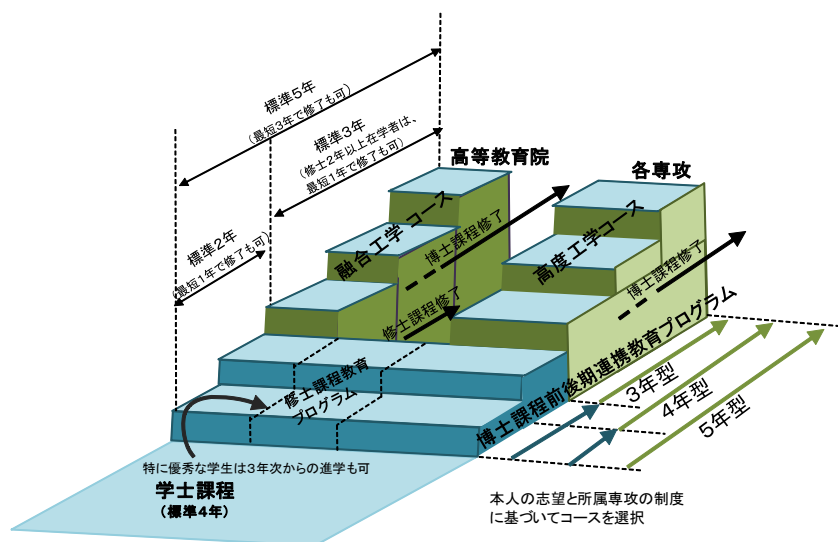 標準5年
(最短3年で修了も可)
標準3年
(修士2年以上在学者は、
最短1年で修了も可)
標準2年
(最短1年で修了も可)
高等教育院
各専攻
融合工学 コース
博士課程修了
高度工学コース
修士課程修了
博士課程修了
修士課程教育
プログラム
博士課程前後期連携教育プログラム
3年型
4年型
5年型
特に優秀な学生は3年次からの進学も可
学士課程
(標準4年)
本人の志望と所属専攻の制度
に基づいてコースを選択